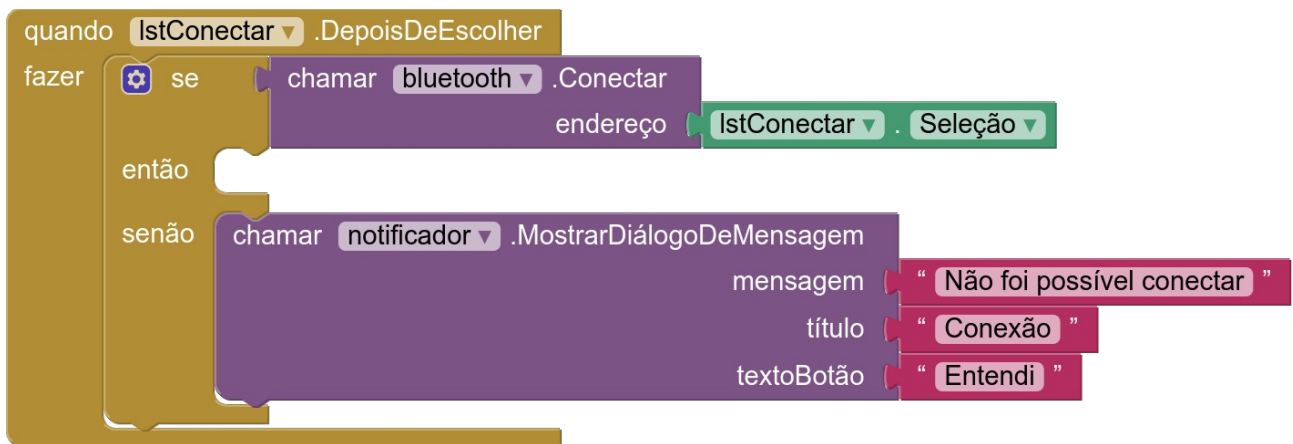 quando lstConectar .DepoisDeEscolher
fazer se chamar bluetooth .Conectar
endereço lstConectar . Seleção
então
senão chamar notificador .MostrarDiálogoDeMensagem
mensagem “ Não foi possível conectar ”
título “ Conexão ”
textoBotão “ Entendi ”